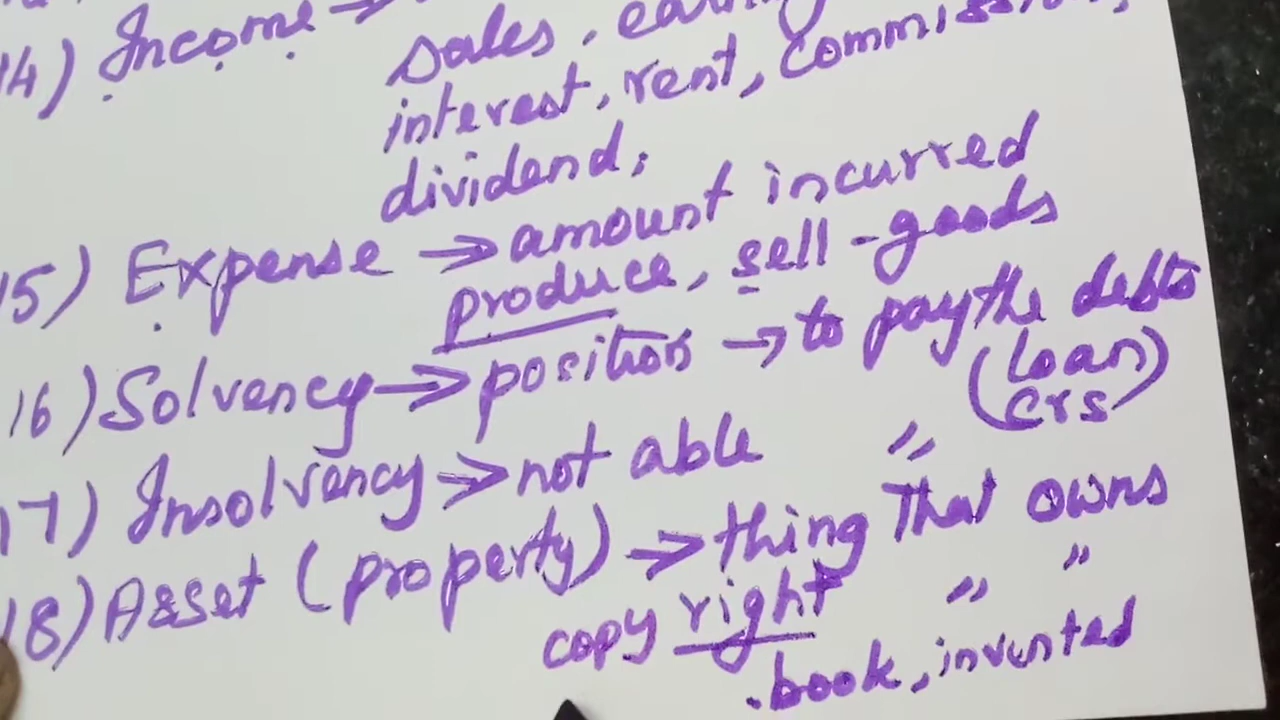 14) Income →
sales, earning
interest, rent, commission,
dividend;
15) Expense → amount incurred
produce, sell - goods
16) Solvency → position → to pay the debts
(loan)
crs
17) Insolvency → not able 〃
18) Asset (property) → thing that owns
copy right 〃 〃
.book, invented